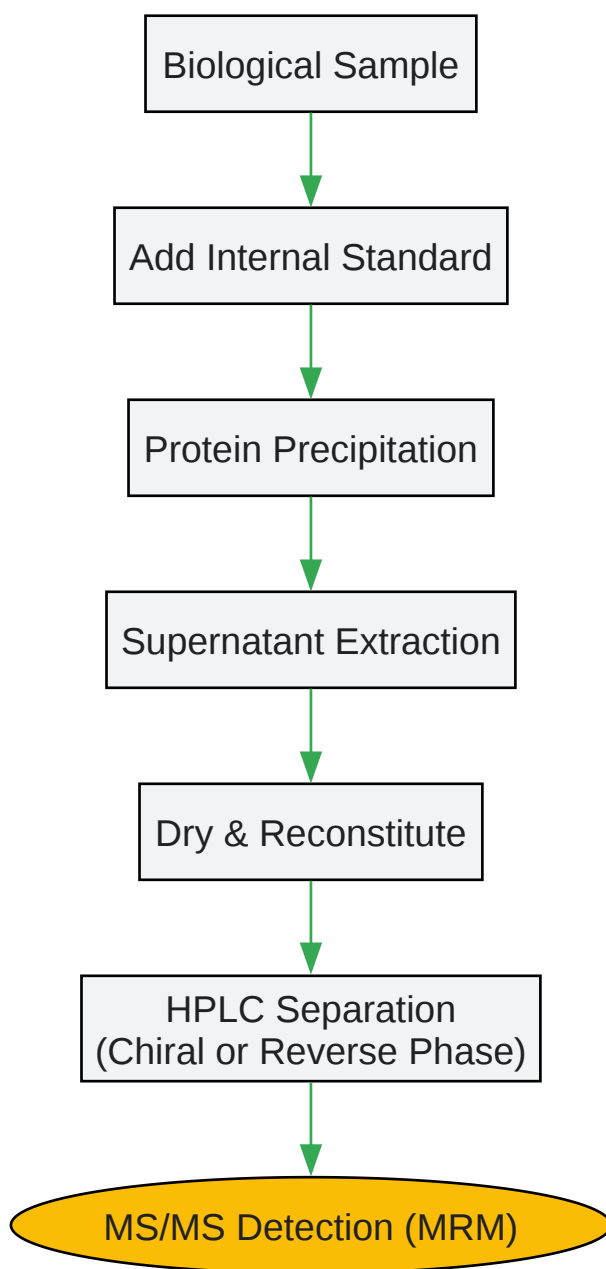 Biological Sample
Add Internal Standard
Protein Precipitation
Supernatant Extraction
Dry & Reconstitute
HPLC Separation
(Chiral or Reverse Phase)
MS/MS Detection (MRM)